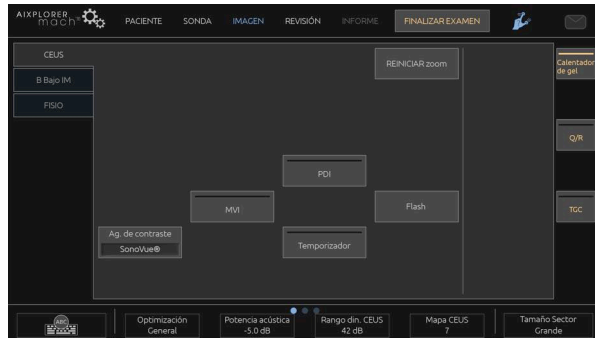 AIXPLORER
mach
PACIENTE
SONDA
IMAGEN
REVISIÓN
INFORME
FINALIZAR EXAMEN
CEUS
B Bajo IM
FISIO
REINICIAR zoom
Calentador
de gel
Q/R
PDI
MVI
Flash
TGC
Ag. de contraste
SonoVue®
Temporizador
ABC
Optimización
General
Potencia acústica
-5.0 dB
Rango din. CEUS
42 dB
Mapa CEUS
7
Tamaño Sector
Grande